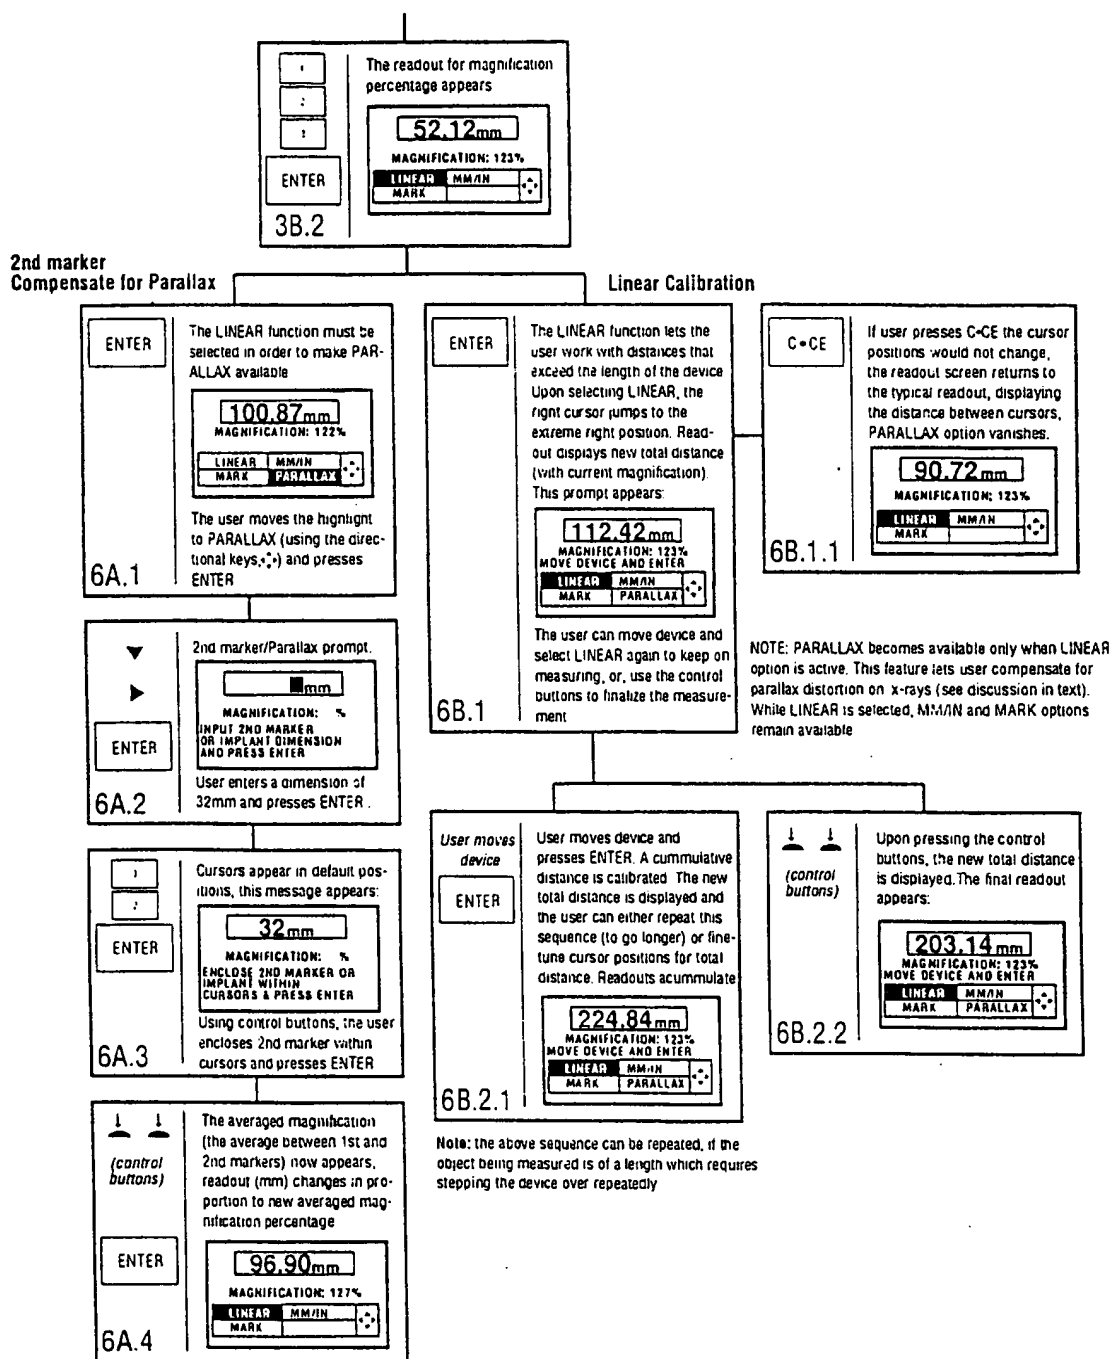 1
2
3
ENTER
3B.2
The readout for magnification
percentage appears
52.12mm
MAGNIFICATION: 123%
LINEAR MM/IN
MARK
2nd marker
Compensate for Parallax
Linear Calibration
ENTER
6A.1
The LINEAR function must be
selected in order to make PAR-
ALLAX available
100.87mm
MAGNIFICATION: 122%
LINEAR MM/IN
MARK PARALLAX
The user moves the highlight
to PARALLAX (using the direc-
tional keys, ) and presses
ENTER
ENTER
6B.1
The LINEAR function lets the
user work with distances that
exceed the length of the device
Upon selecting LINEAR, the
right cursor jumps to the
extreme right position. Read-
out displays new total distance
(with current magnification)
This prompt appears:
112.42mm
MAGNIFICATION: 123%
MOVE DEVICE AND ENTER
LINEAR MM/IN
MARK PARALLAX
The user can move device and
select LINEAR again to keep on
measuring, or, use the control
buttons to finalize the measure-
ment
C•CE
6B.1.1
If user presses C•CE the cursor
positions would not change,
the readout screen returns to
the typical readout, displaying
the distance between cursors,
PARALLAX option vanishes.
90.72mm
MAGNIFICATION; 123%
LINEAR MM/IN
MARK
NOTE: PARALLAX becomes available only when LINEAR
option is active. This feature lets user compensate for
parallax distortion on x-rays (see discussion in text).
While LINEAR is selected, MM/IN and MARK options
remain available
ENTER
6A.2
2nd marker/Parallax prompt.
mm
MAGNIFICATION: %
INPUT 2ND MARKER
OR IMPLANT DIMENSION
AND PRESS ENTER
User enters a dimension of
32mm and presses ENTER .
3
2
ENTER
6A.3
Cursors appear in default pos-
itions, this message appears:
32mm
MAGNIFICATION: %
ENCLOSE 2ND MARKER OR
IMPLANT WITHIN
CURSORS & PRESS ENTER
Using control buttons, the user
encloses 2nd marker within
cursors and presses ENTER
(control
buttons)
ENTER
6A.4
The averaged magnification
(the average between 1st and
2nd markers) now appears,
readout (mm) changes in pro-
portion to new averaged mag-
nification percentage
96.90mm
MAGNIFICATION: 127%
LINEAR MM/IN
MARK
User moves
device
ENTER
6B.2.1
User moves device and
presses ENTER. A cummulative
distance is calibrated The new
total distance is displayed and
the user can either repeat this
sequence (to go longer) or fine-
tune cursor positions for total
distance. Readouts acummulate
224.84mm
MAGNIFICATION: 123%
MOVE DEVICE AND ENTER
LINEAR MM/IN
MARK PARALLAX
Note: the above sequence can be repeated, if the
object being measured is of a length which requires
stepping the device over repeatedly
(control
buttons)
6B.2.2
Upon pressing the control
buttons, the new total distance
is displayed.The final readout
appears:
203.14mm
MAGNIFICATION: 123%
MOVE DEVICE AND ENTER
LINEAR MM/IN
MARK PARALLAX